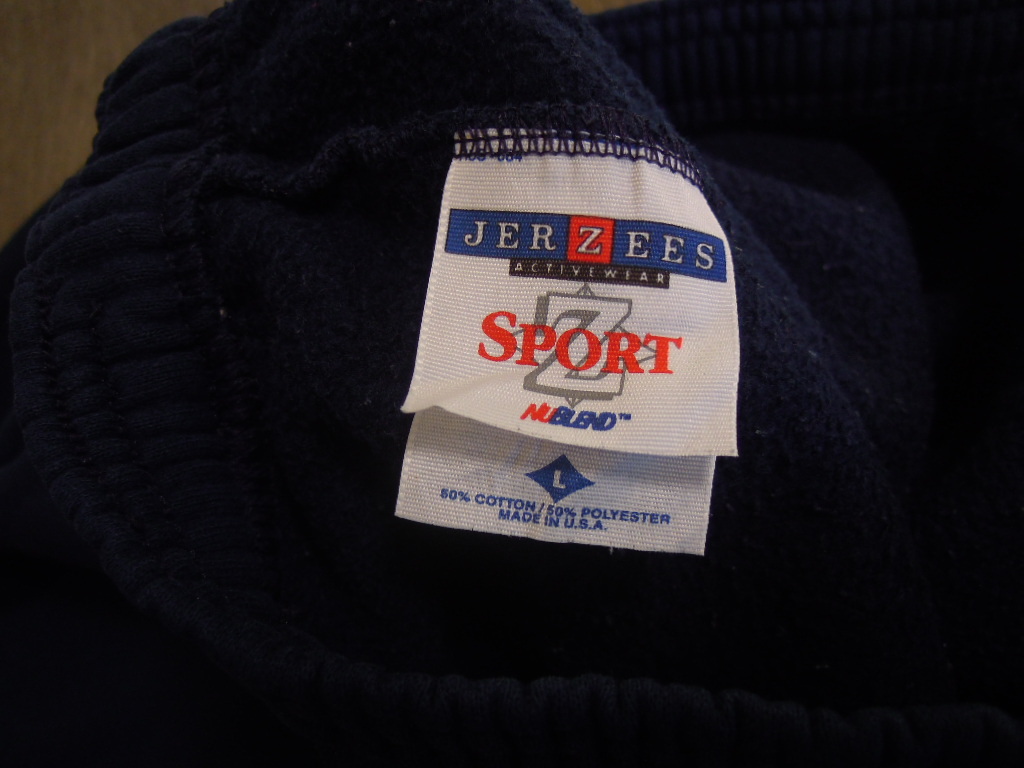 JERZEES
ACTIVEWEAR
Z
SPORT
NUBLEND™
L
50% COTTON / 50% POLYESTER
MADE IN U.S.A.